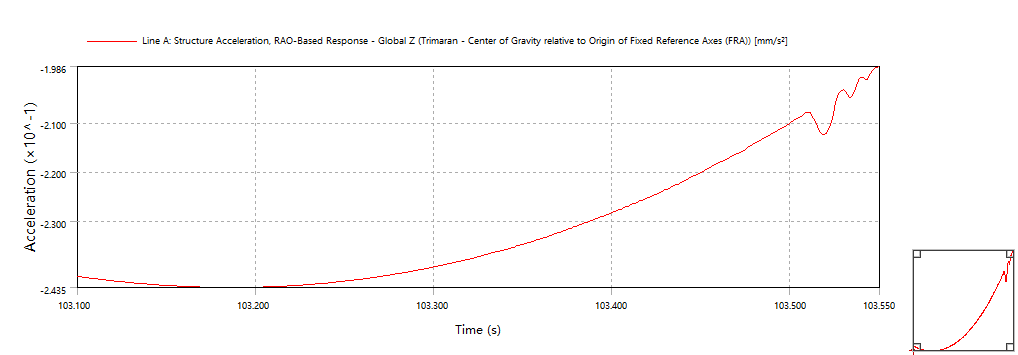 Line A: Structure Acceleration, RAO-Based Response - Global Z (Trimaran - Center of Gravity relative to Origin of Fixed Reference Axes (FRA)) [mm/s²]
-1.986
-2.100
-2.200
-2.300
-2.435
Acceleration (×10^-1)
103.100 103.200 103.300 103.400 103.500 103.550
Time (s)